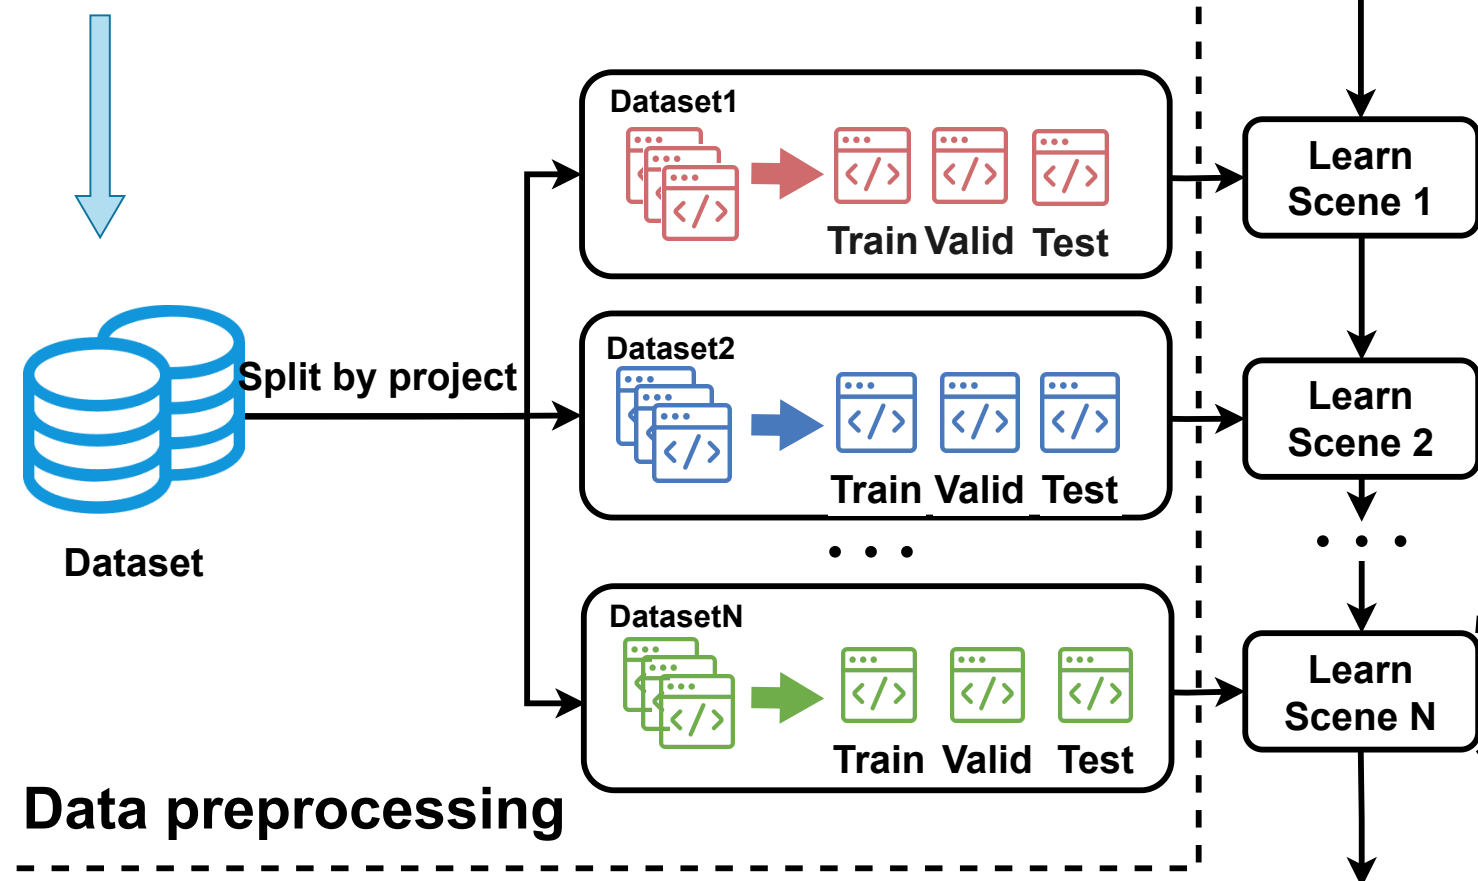 Dataset1
Train Valid Test
Learn
Scene 1
Split by project
Dataset
Dataset2
Train Valid Test
Learn
Scene 2
. . .
. . .
DatasetN
Train Valid Test
Learn
Scene N
Data preprocessing